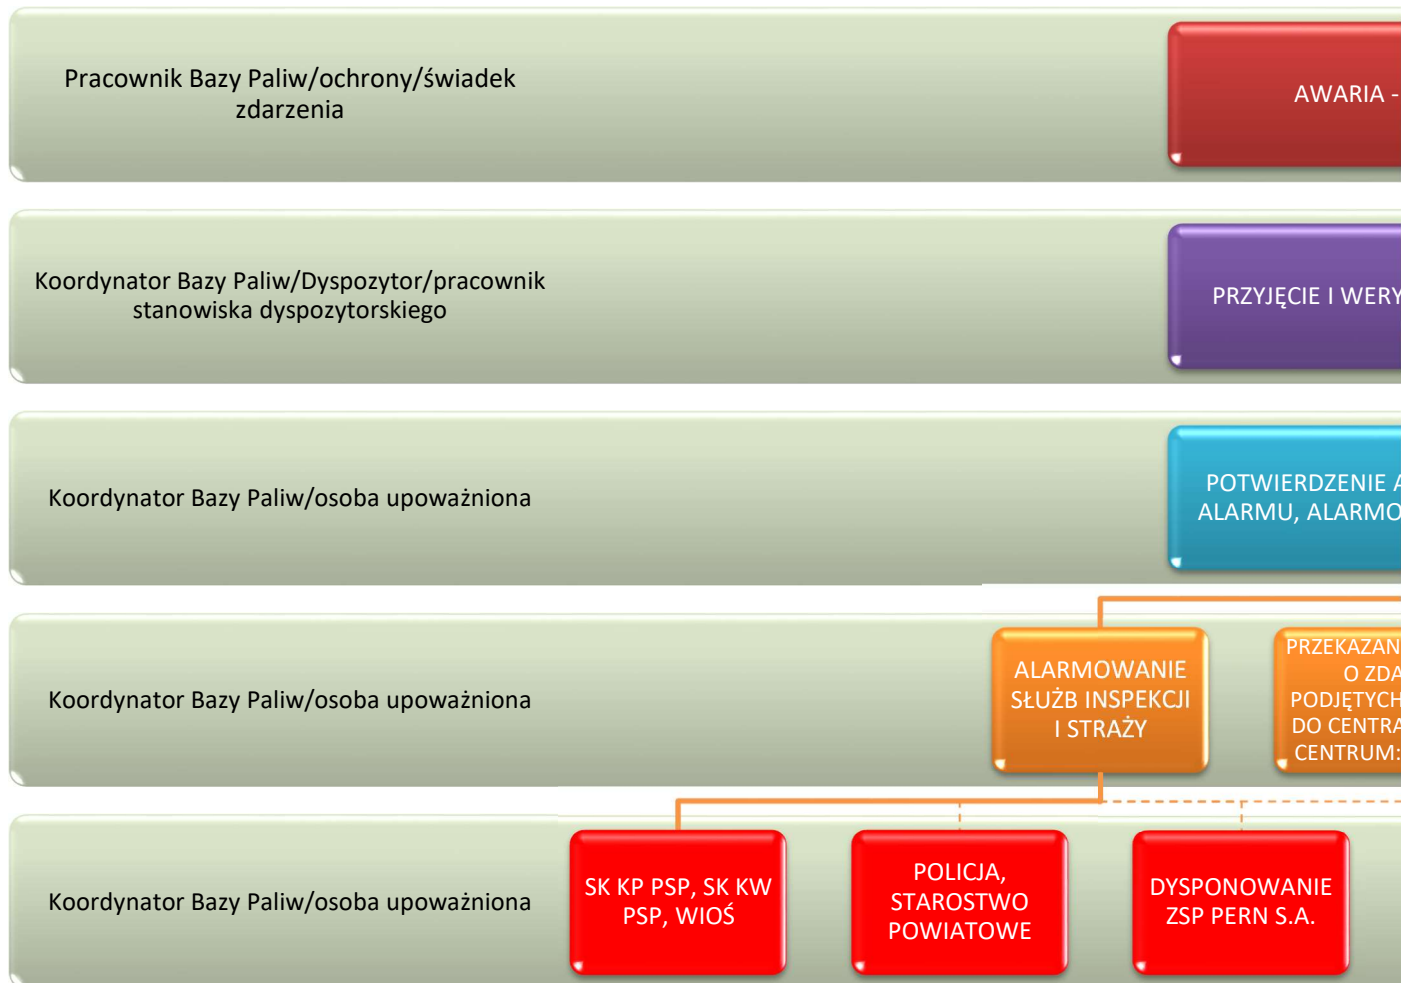 Pracownik Bazy Paliw/ochrony/świadek
zdarzenia
AWARIA -
Koordynator Bazy Paliw/Dyspozytor/pracownik
stanowiska dyspozytorskiego
PRZYJĘCIE I WERY
Koordynator Bazy Paliw/osoba upoważniona
POTWIERDZENIE A
ALARMU, ALARMO
Koordynator Bazy Paliw/osoba upoważniona
ALARMOWANIE
SŁUŻB INSPEKCJI
I STRAŻY
PRZEKAZAN
O ZDA
PODJĘTYCH
DO CENTRA
CENTRUM:
Koordynator Bazy Paliw/osoba upoważniona
SK KP PSP, SK KW
PSP, WIOŚ
POLICJA,
STAROSTWO
POWIATOWE
DYSPONOWANIE
ZSP PERN S.A.